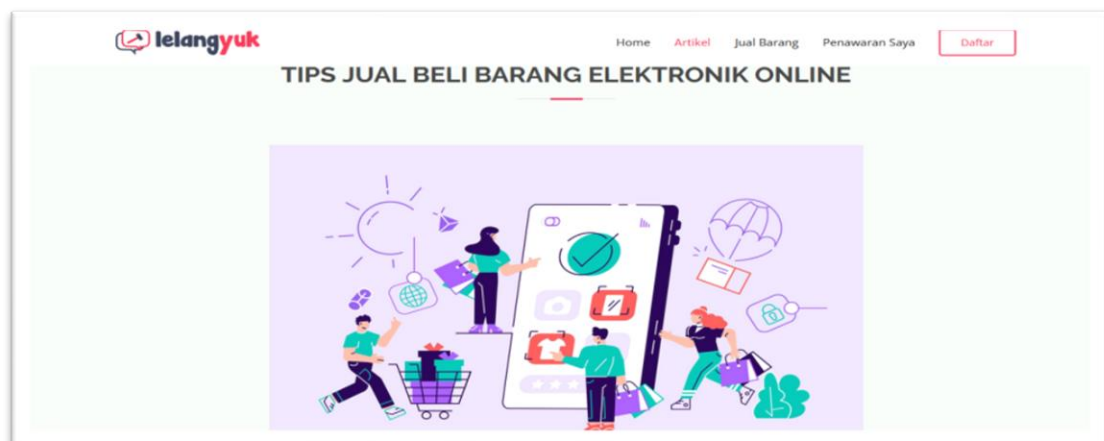 lelangyuk
Home Artikel Jual Barang Penawaran Saya Daftar
TIPS JUAL BELI BARANG ELEKTRONIK ONLINE